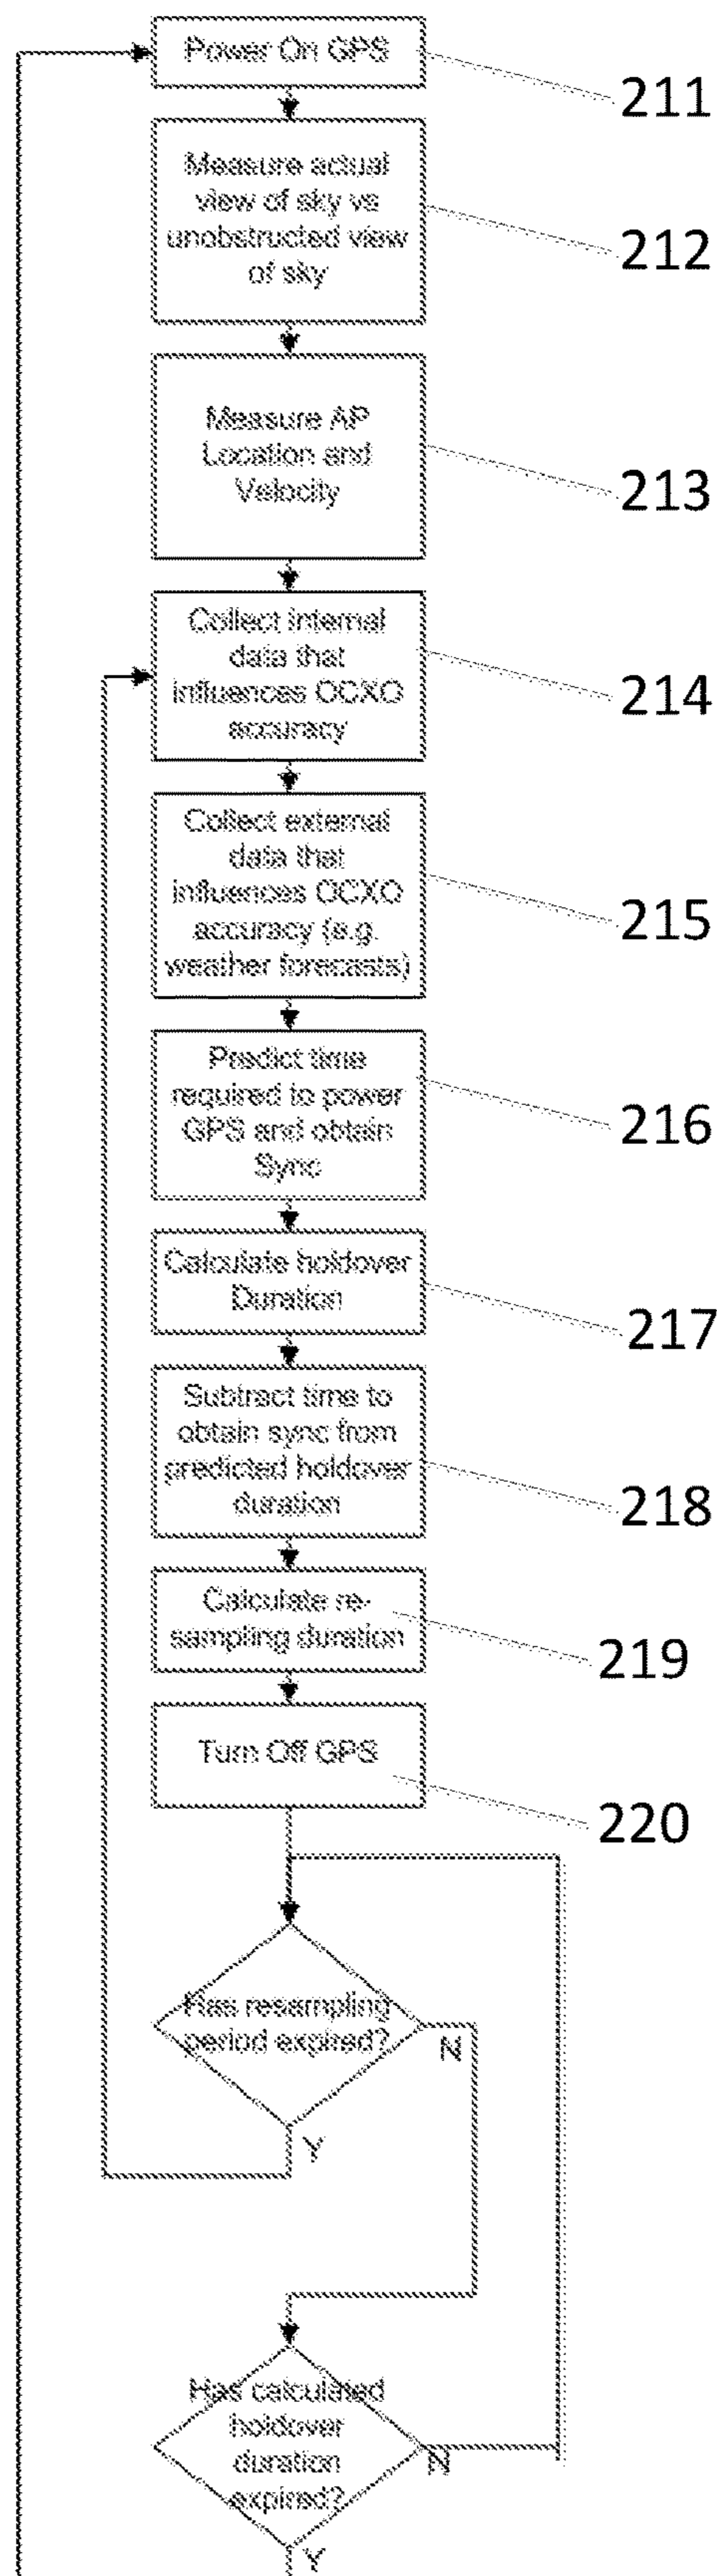 Power On GPS
211
Measure actual
view of sky vs
unobstructed view
of sky
212
Measure AP
Location and
Velocity
213
Collect internal
data that
influences OCXO
accuracy
214
Collect external
data that
influences OCXO
accuracy (e.g.
weather forecasts)
215
Predict time
required to power
GPS and obtain
Sync
216
Calculate holdover
Duration
217
Subtract time to
obtain sync from
predicted holdover
duration
218
Calculate re-
sampling duration
219
Turn Off GPS
220
Has resampling
period expired?
N
Y
Has calculated
holdover
duration
expired?
N
Y